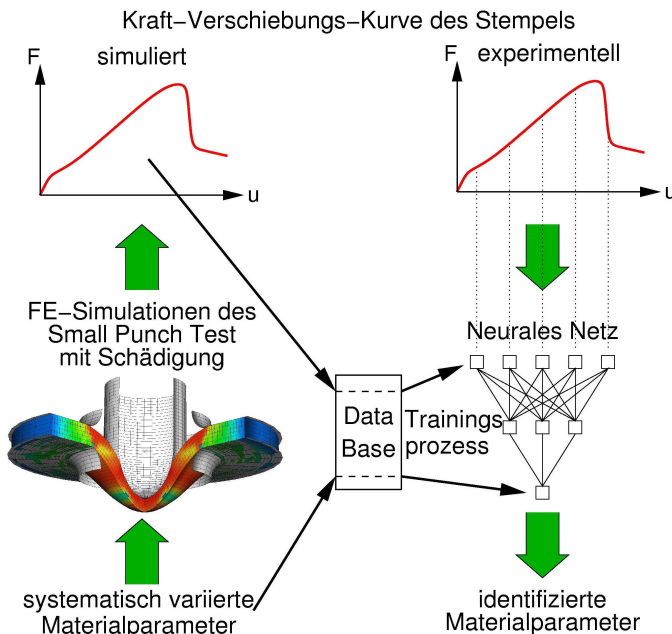 Kraft−Verschiebungs−Kurve des Stempels
F
simuliert
u
F
experimentell
u
FE−Simulationen des
Small Punch Test
mit Schädigung
Neurales Netz
Data
Base
Trainings
prozess
systematisch variierte
Materialparameter
identifizierte
Materialparameter